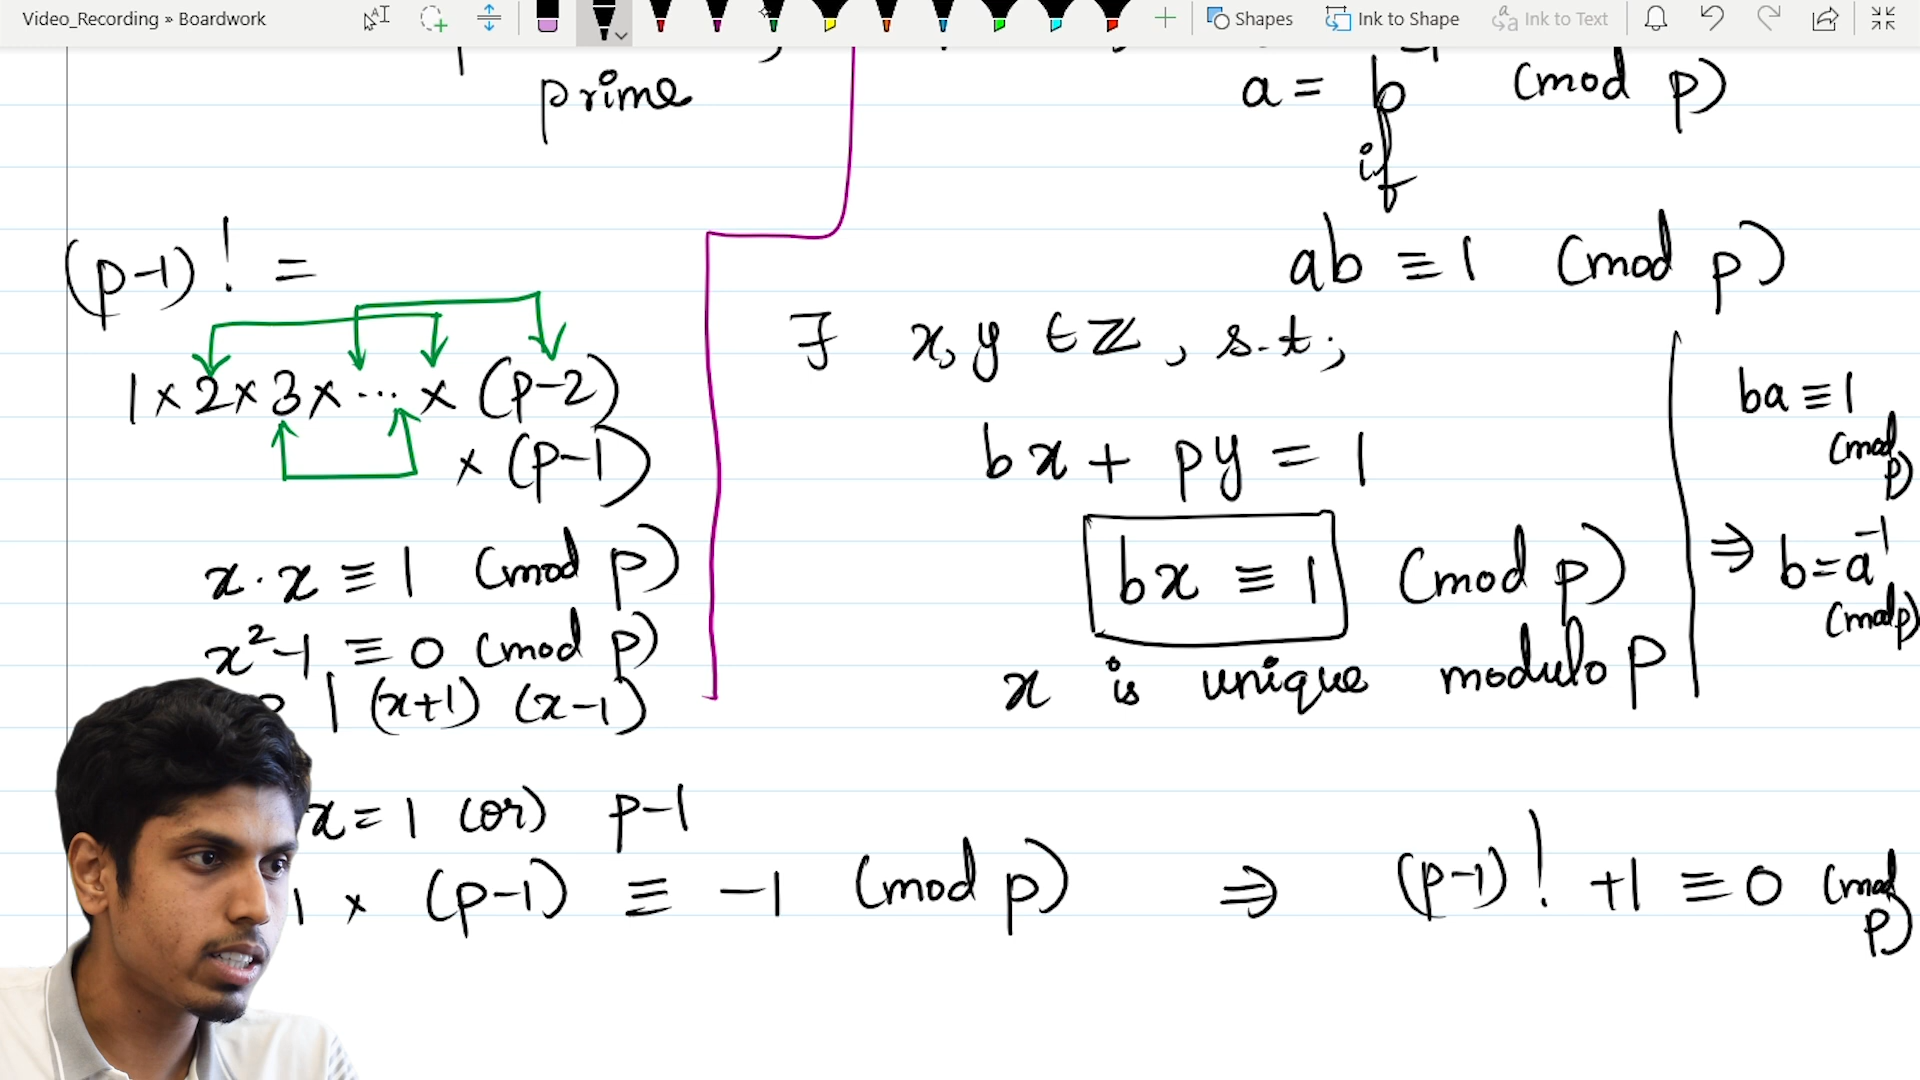 Video_Recording » Boardwork
Shapes
Ink to Shape
Ink to Text
prime
(p-1)! =
1 × 2 × 3 × ... × (p-2)
× (p-1)
x . x ≡ 1 (mod p)
x² - 1 ≡ 0 (mod p)
| (x+1) (x-1)
x = 1 (or) p-1
1 × (p-1) ≡ -1 (mod p) ⇒ (p-1)! + 1 ≡ 0 (mod p)
a = b⁻¹ (mod p)
if
ab ≡ 1 (mod p)
∃ x, y ∈ ℤ, s.t;
bx + py = 1
bx ≡ 1 (mod p)
x is unique modulo p
ba ≡ 1
(mod p)
⇒ b = a⁻¹
(mod p)